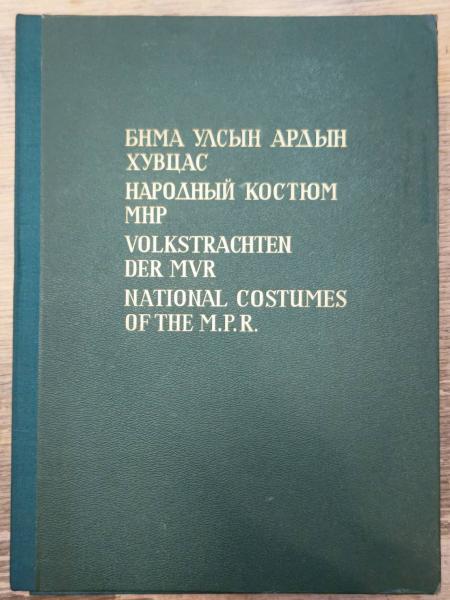 БНМА УЛСЫН АРДЫН
ХУВЦАС
НАРОДНЫЙ КОСТЮМ
МНР
VOLKSTRACHTEN
DER MVR
NATIONAL COSTUMES
OF THE M.P.R.